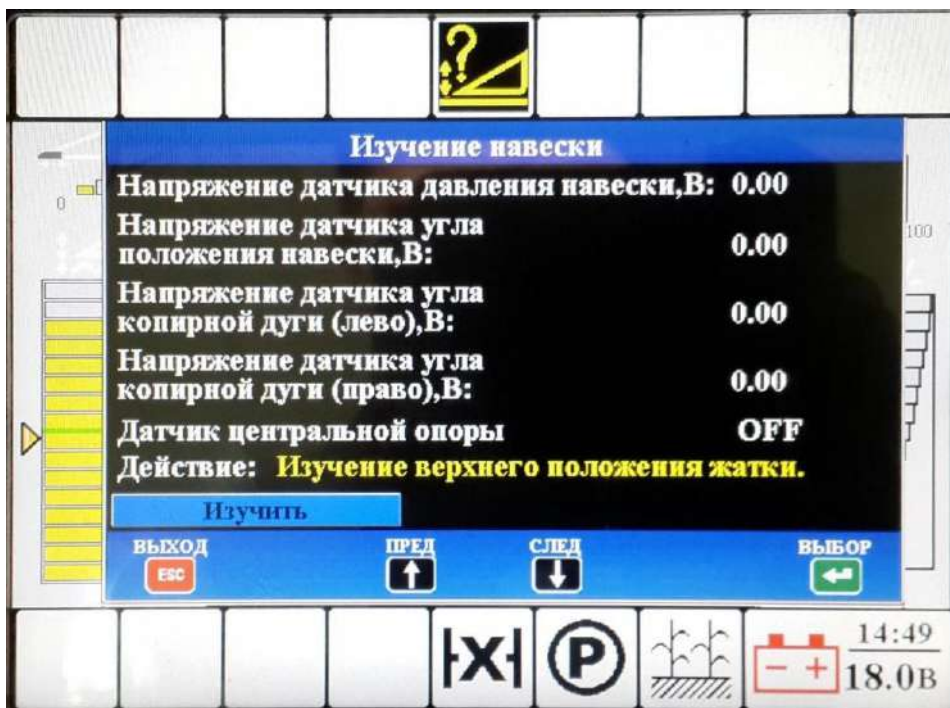 ?
Изучение навески
Напряжение датчика давления навески,В: 0.00
0
Напряжение датчика угла
положения навески,В: 0.00
100
Напряжение датчика угла
копирной дуги (лево),В: 0.00
Напряжение датчика угла
копирной дуги (право),В: 0.00
Датчик центральной опоры OFF
Действие: Изучение верхнего положения жатки.
Изучить
ВЫХОД ПРЕД СЛЕД ВЫБОР
ESC
X P 14:49
- + 18.0В